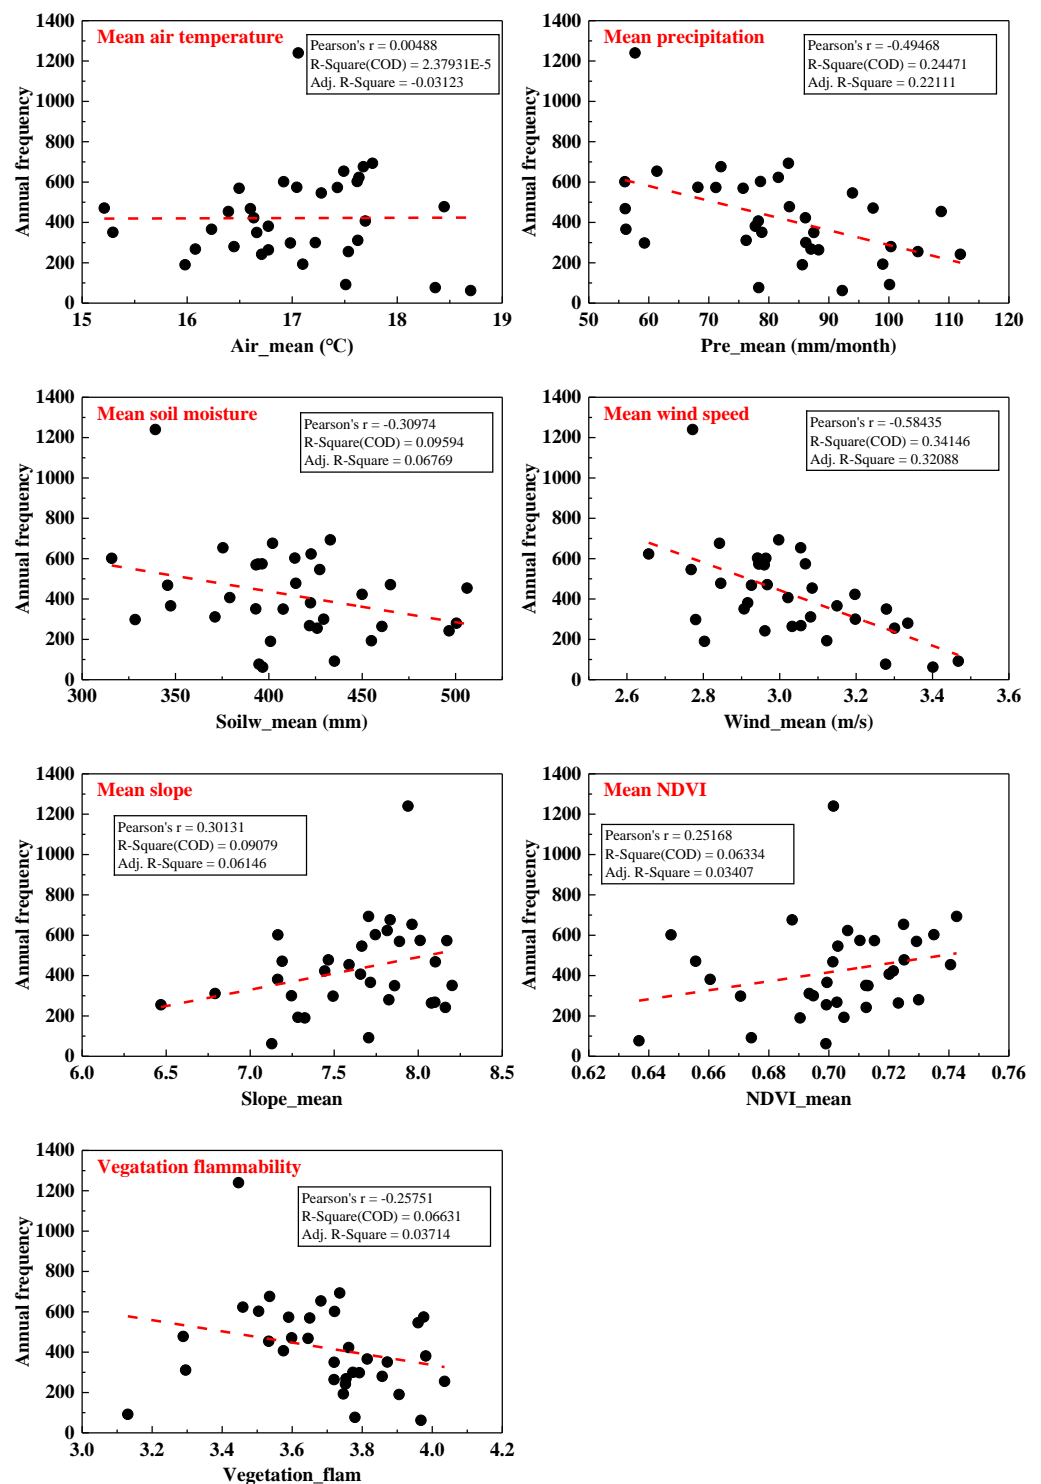 Mean air temperature
Pearson's r = 0.00488
R-Square(COD) = 2.37931E-5
Adj. R-Square = -0.03123
Annual frequency
1400
1200
1000
800
600
400
200
0
15 16 17 18 19
Air_mean (°C)
Mean precipitation
Pearson's r = -0.49468
R-Square(COD) = 0.24471
Adj. R-Square = 0.22111
Annual frequency
1400
1200
1000
800
600
400
200
0
50 60 70 80 90 100 110 120
Pre_mean (mm/month)
Mean soil moisture
Pearson's r = -0.30974
R-Square(COD) = 0.09594
Adj. R-Square = 0.06769
Annual frequency
1400
1200
1000
800
600
400
200
0
300 350 400 450 500
Soilw_mean (mm)
Mean wind speed
Pearson's r = -0.58435
R-Square(COD) = 0.34146
Adj. R-Square = 0.32088
Annual frequency
1400
1200
1000
800
600
400
200
0
2.6 2.8 3.0 3.2 3.4 3.6
Wind_mean (m/s)
Mean slope
Pearson's r = 0.30131
R-Square(COD) = 0.09079
Adj. R-Square = 0.06146
Annual frequency
1400
1200
1000
800
600
400
200
0
6.0 6.5 7.0 7.5 8.0 8.5
Slope_mean
Mean NDVI
Pearson's r = 0.25168
R-Square(COD) = 0.06334
Adj. R-Square = 0.03407
Annual frequency
1400
1200
1000
800
600
400
200
0
0.62 0.64 0.66 0.68 0.70 0.72 0.74 0.76
NDVI_mean
Vegatation flammability
Pearson's r = -0.25751
R-Square(COD) = 0.06631
Adj. R-Square = 0.03714
Annual frequency
1400
1200
1000
800
600
400
200
0
3.0 3.2 3.4 3.6 3.8 4.0 4.2
Vegetation_flam